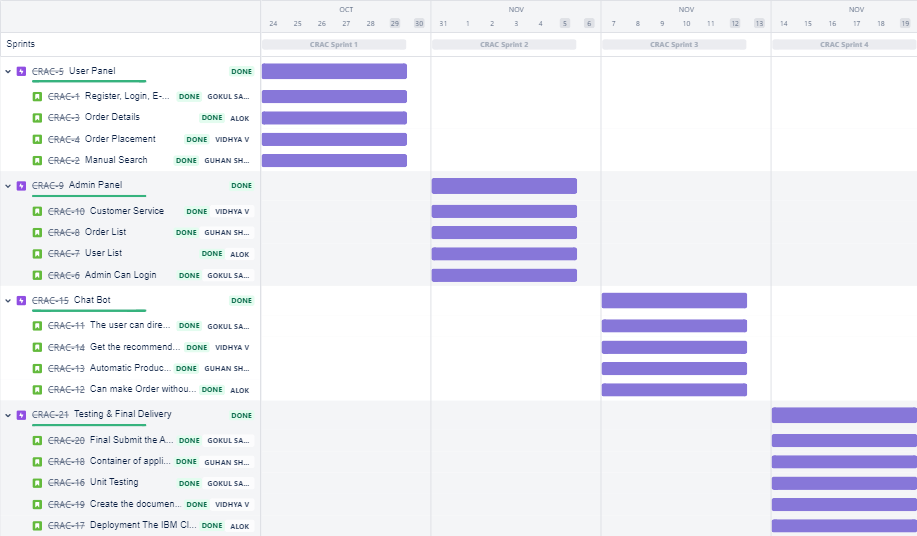 OCT NOV NOV NOV
24 25 26 27 28 29 30 31 1 2 3 4 5 6 7 8 9 10 11 12 13 14 15 16 17 18 19
Sprints CRAC Sprint 1 CRAC Sprint 2 CRAC Sprint 3 CRAC Sprint 4
CRAC-5 User Panel DONE
CRAC-1 Register, Login, E-... DONE GOKUL SA...
CRAC-3 Order Details DONE ALOK
CRAC-4 Order Placement DONE VIDHYA V
CRAC-2 Manual Search DONE GUHAN SH...
CRAC-9 Admin Panel DONE
CRAC-10 Customer Service DONE VIDHYA V
CRAC-8 Order List DONE GUHAN SH...
CRAC-7 User List DONE ALOK
CRAC-6 Admin Can Login DONE GOKUL SA...
CRAC-15 Chat Bot DONE
CRAC-11 The user can dire... DONE GOKUL SA...
CRAC-14 Get the recommend... DONE VIDHYA V
CRAC-13 Automatic Produc... DONE GUHAN SH...
CRAC-12 Can make Order withou... DONE ALOK
CRAC-21 Testing & Final Delivery DONE
CRAC-20 Final Submit the A... DONE GOKUL SA...
CRAC-18 Container of appli... DONE GUHAN SH...
CRAC-16 Unit Testing DONE GOKUL SA...
CRAC-19 Create the documen... DONE VIDHYA V
CRAC-17 Deployment The IBM Cl... DONE ALOK